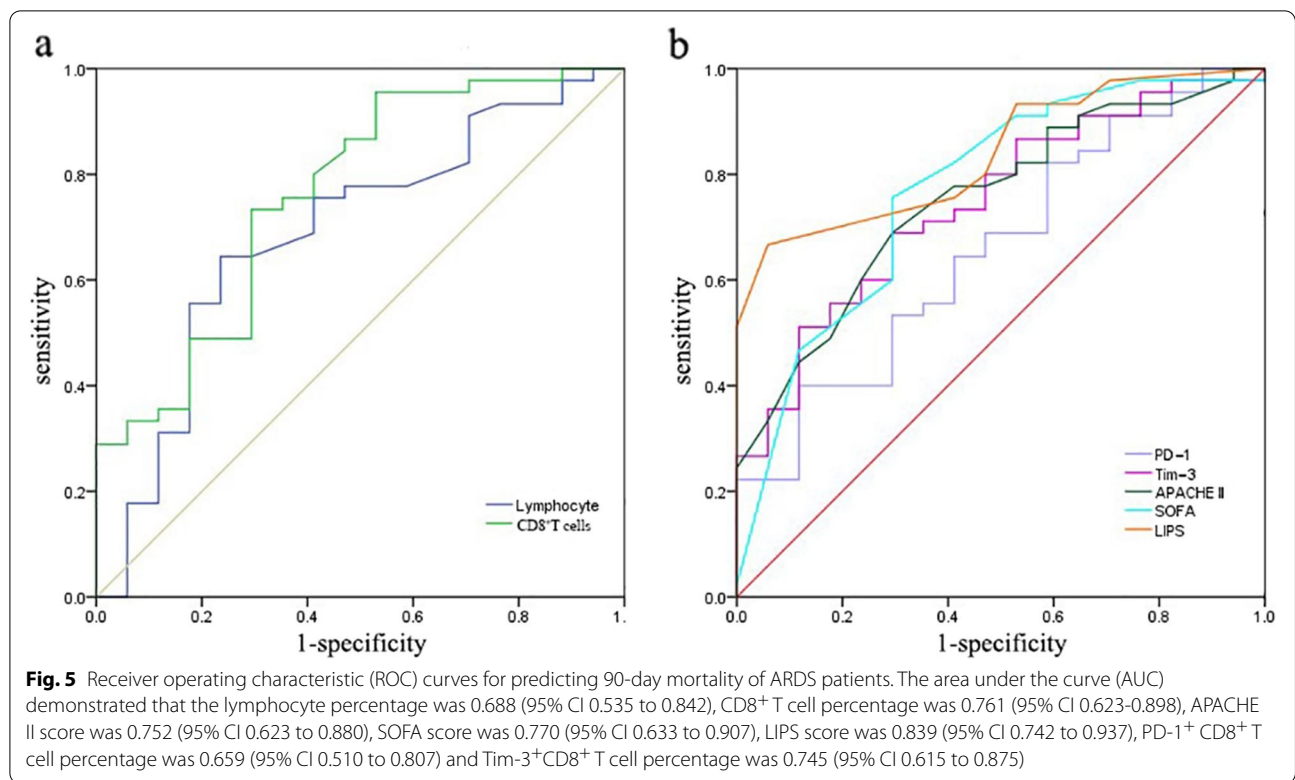 a
b
1.0
0.8
0.6
0.4
0.2
0.0
sensitivity
0.0 0.2 0.4 0.6 0.8 1.
1-specificity
Lymphocyte
CD8+T cells
1.0
0.8
0.6
0.4
0.2
0.0
sensitivity
0.0 0.2 0.4 0.6 0.8 1.0
1-specificity
PD-1
Tim-3
APACHE II
SOFA
LIPS
Fig. 5 Receiver operating characteristic (ROC) curves for predicting 90-day mortality of ARDS patients. The area under the curve (AUC)
demonstrated that the lymphocyte percentage was 0.688 (95% CI 0.535 to 0.842), CD8+ T cell percentage was 0.761 (95% CI 0.623-0.898), APACHE
II score was 0.752 (95% CI 0.623 to 0.880), SOFA score was 0.770 (95% CI 0.633 to 0.907), LIPS score was 0.839 (95% CI 0.742 to 0.937), PD-1+ CD8+ T
cell percentage was 0.659 (95% CI 0.510 to 0.807) and Tim-3+CD8+ T cell percentage was 0.745 (95% CI 0.615 to 0.875)